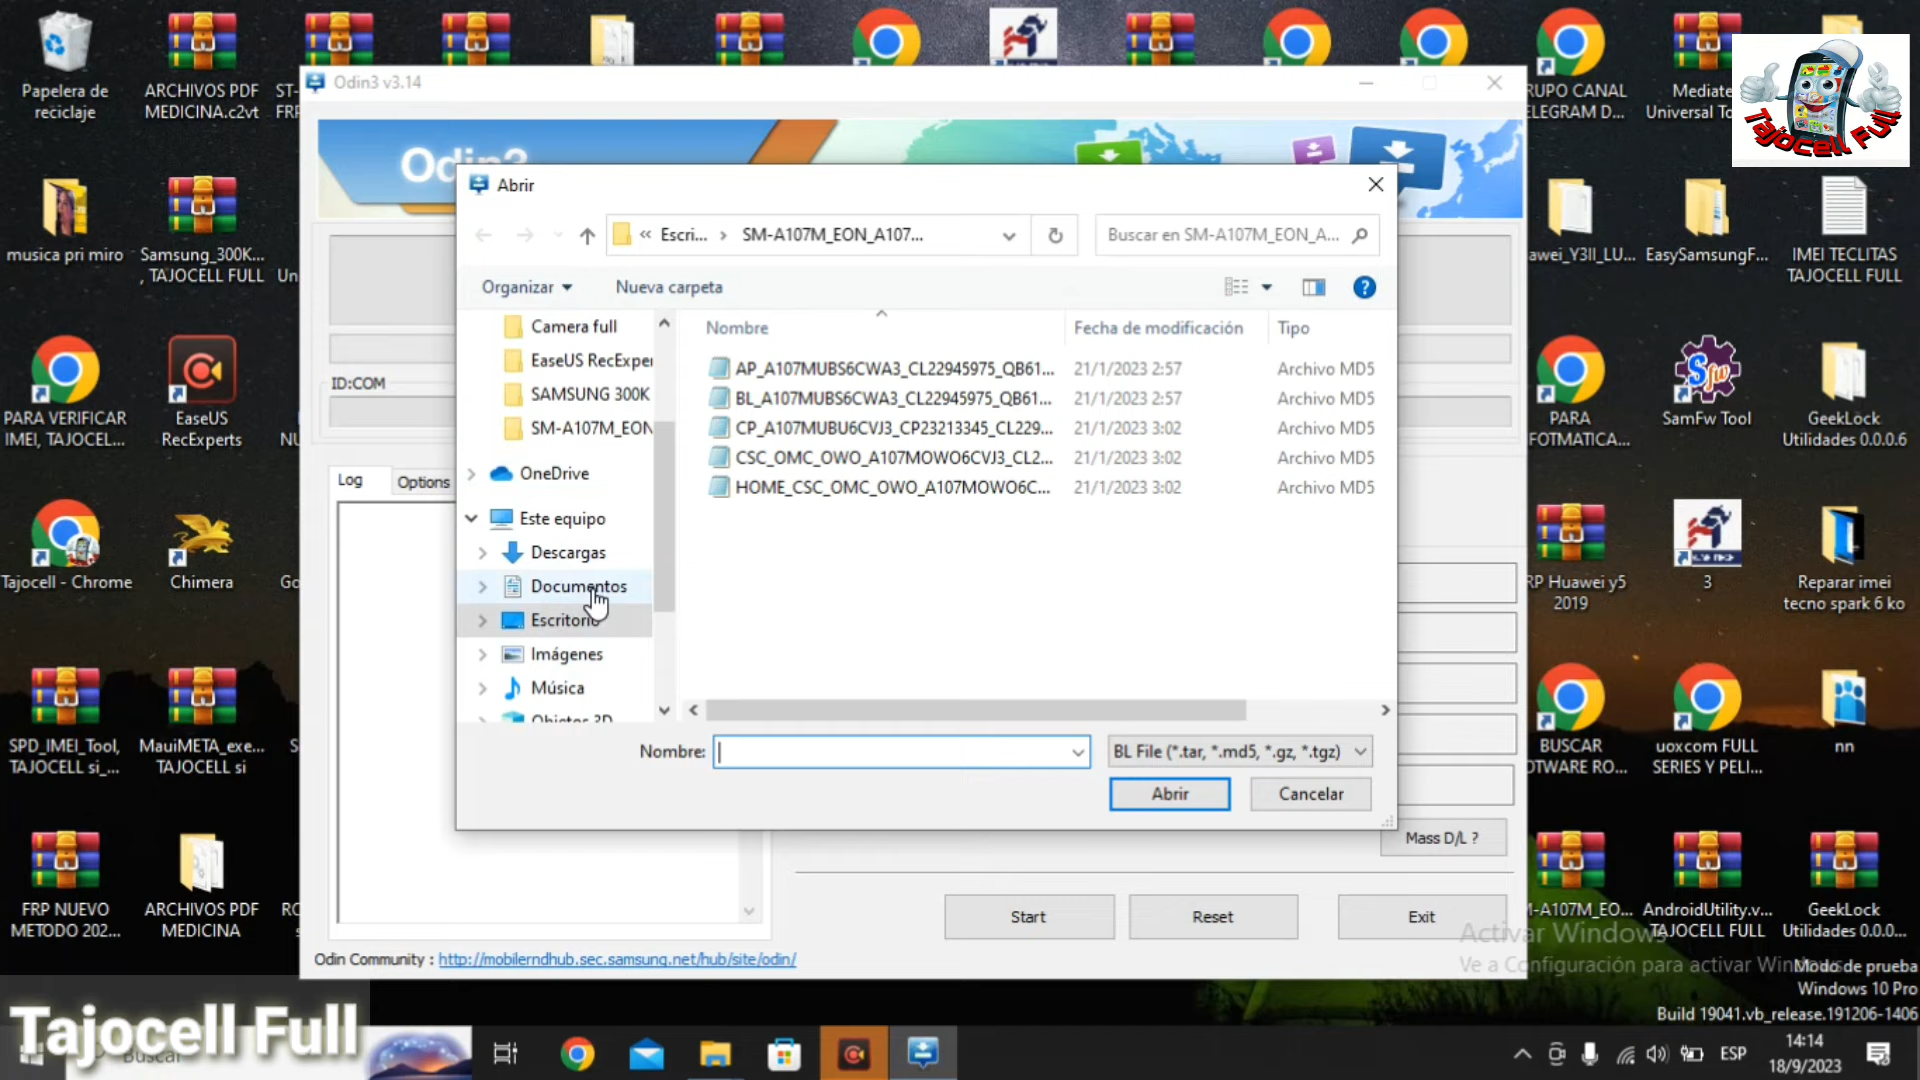 Papelera de
reciclaje
ARCHIVOS PDF
MEDICINA.c2vt
ELEGRAM D...
Tajocell Full
Odin3 v3.14
Abrir
Escri...
SM-A107M_EON_A107...
Buscar en SM-A107M_EON_A...
Organizar
Nueva carpeta
Nombre
Fecha de modificación
Tipo
Camera full
EaseUS RecExper
SAMSUNG 300K
SM-A107M_EON
OneDrive
Este equipo
Descargas
Documentos
Escritorio
Imágenes
Música
Objetos 3D
AP_A107MUBS6CWA3_CL22945975_QB61... 21/1/2023 2:57 Archivo MD5
BL_A107MUBS6CWA3_CL22945975_QB61... 21/1/2023 2:57 Archivo MD5
CP_A107MUBU6CVJ3_CP23213345_CL229... 21/1/2023 3:02 Archivo MD5
CSC_OMC_OWO_A107MOWO6CVJ3_CL2... 21/1/2023 3:02 Archivo MD5
HOME_CSC_OMC_OWO_A107MOWO6C... 21/1/2023 3:02 Archivo MD5
Nombre:
BL File (*.tar, *.md5, *.gz, *.tgz)
Abrir
Cancelar
ID:COM
Log
Options
Mass D/L ?
Start
Reset
Exit
Odin Community : http://mobilerndhub.sec.samsung.net/hub/site/odin/
musica pri miro
Samsung_300K...
, TAJOCELL FULL
PARA VERIFICAR
IMEI, TAJOCEL...
EaseUS
RecExperts
Tajocell - Chrome
Chimera
SPD_IMEI_Tool,
TAJOCELL si_...
MauiMETA_exe...
TAJOCELL si
FRP NUEVO
METODO 202...
ARCHIVOS PDF
MEDICINA
RUPO CANAL
Mediate
Universal To
awei_Y3II_LU...
EasySamsungF...
IMEI TECLITAS
TAJOCELL FULL
PARA
FOTMATICA...
SamFw Tool
GeekLock
Utilidades 0.0.0.6
RP Huawei y5
2019
3
Reparar imei
tecno spark 6 ko
BUSCAR
OTWARE RO...
uoxcom FULL
SERIES Y PELI...
nn
M-A107M_EO...
AndroidUtility.v...
TAJOCELL FULL
GeekLock
Utilidades 0.0.0...
Activar Windows
Ve a Configuración para activar Windows.
Modo de prueba
Windows 10 Pro
Build 19041.vb_release.191206-1406
Tajocell Full
Buscar
ESP
14:14
18/9/2023